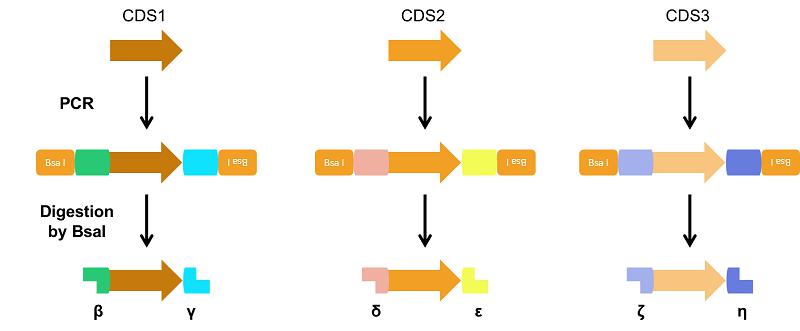 CDS1 CDS2 CDS3
PCR
Bsa I Bsa I Bsa I Bsa I Bsa I Bsa I
Digestion
by BsaI
β γ δ ε ζ η